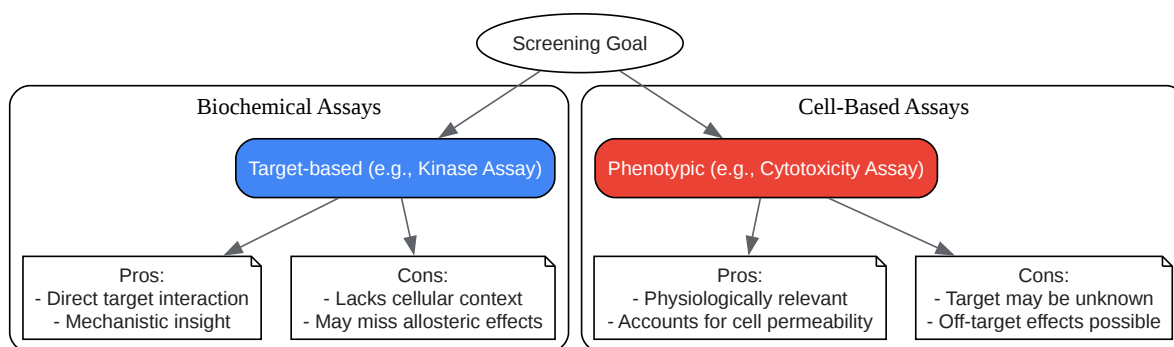 Screening Goal
Biochemical Assays
Target-based (e.g., Kinase Assay)
Pros:
- Direct target interaction
- Mechanistic insight
Cons:
- Lacks cellular context
- May miss allosteric effects
Cell-Based Assays
Phenotypic (e.g., Cytotoxicity Assay)
Pros:
- Physiologically relevant
- Accounts for cell permeability
Cons:
- Target may be unknown
- Off-target effects possible